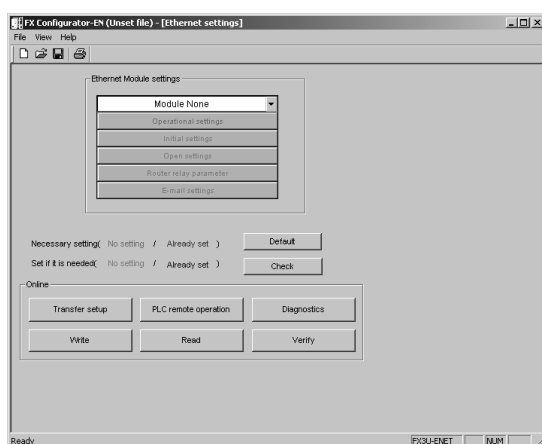 FX Configurator-EN (Unset file) - [Ethernet settings]
File View Help
Ethernet Module settings
Module None
Operational settings
Initial settings
Open settings
Router relay parameter
E-mail settings
Necessary setting( No setting / Already set ) Default
Set if it is needed( No setting / Already set ) Check
Online
Transfer setup PLC remote operation Diagnostics
Write Read Verify
Ready FX3U-ENET NUM